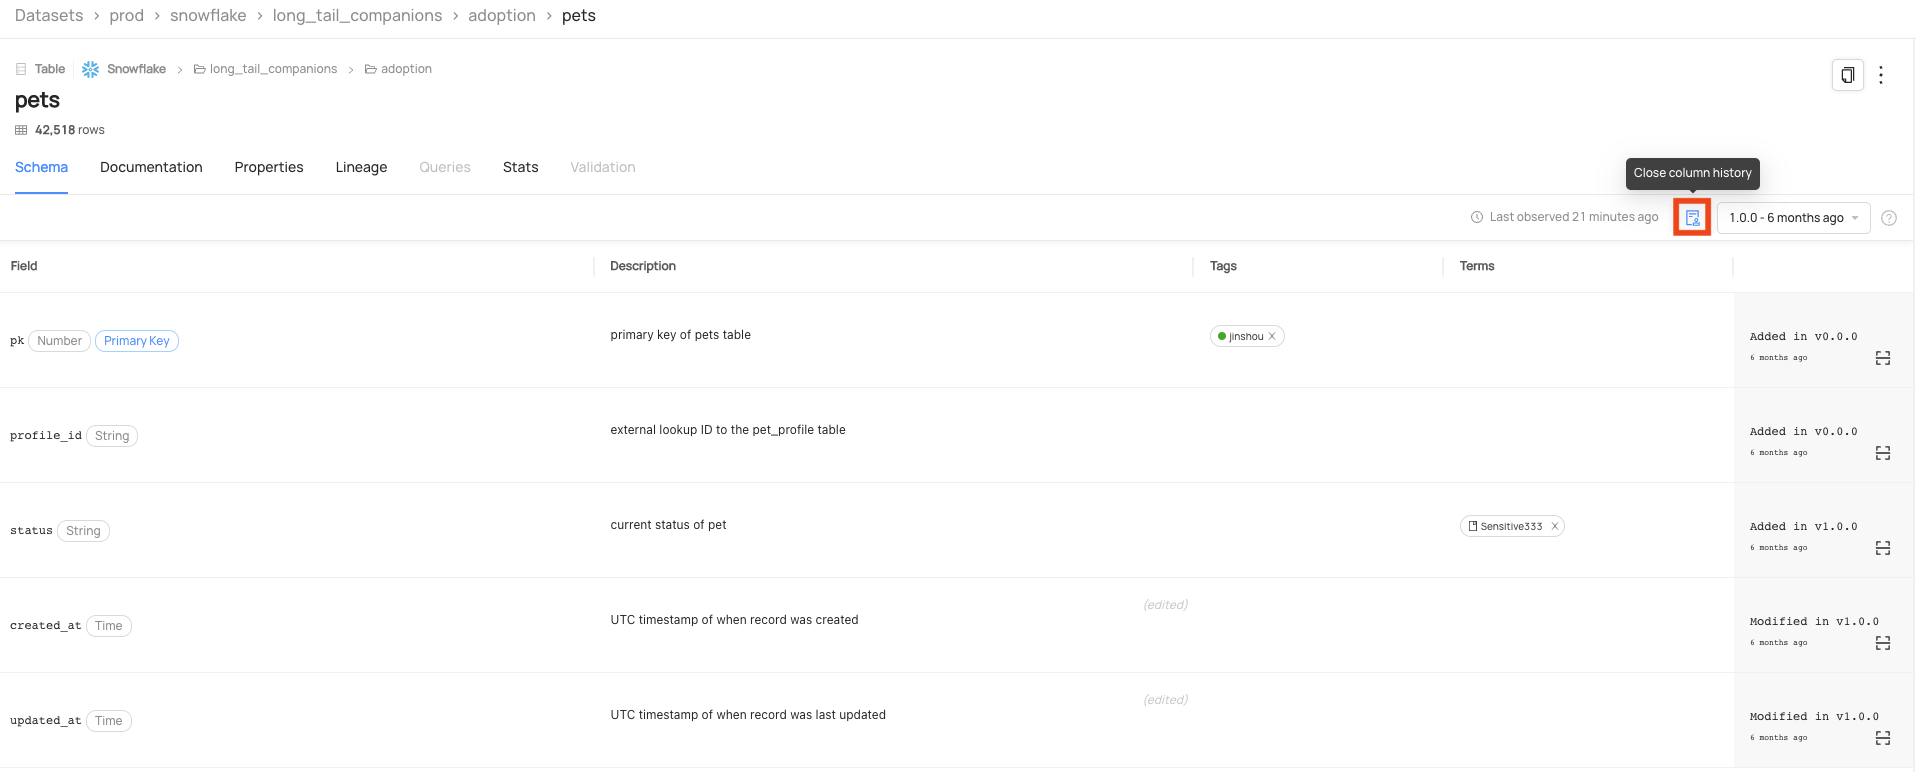 Datasets > prod > snowflake > long_tail_companions > adoption > pets
Table Snowflake > long_tail_companions > adoption
pets
42,518 rows
Schema Documentation Properties Lineage Queries Stats Validation
Close column history
Last observed 21 minutes ago 1.0.0 - 6 months ago ?
Field Description Tags Terms
pk Number Primary Key primary key of pets table jinshou X Added in v0.0.0
6 months ago
profile_id String external lookup ID to the pet_profile table Added in v0.0.0
6 months ago
status String current status of pet Sensitive333 X Added in v1.0.0
6 months ago
(edited)
created_at Time UTC timestamp of when record was created Modified in v1.0.0
6 months ago
(edited)
updated_at Time UTC timestamp of when record was last updated Modified in v1.0.0
6 months ago